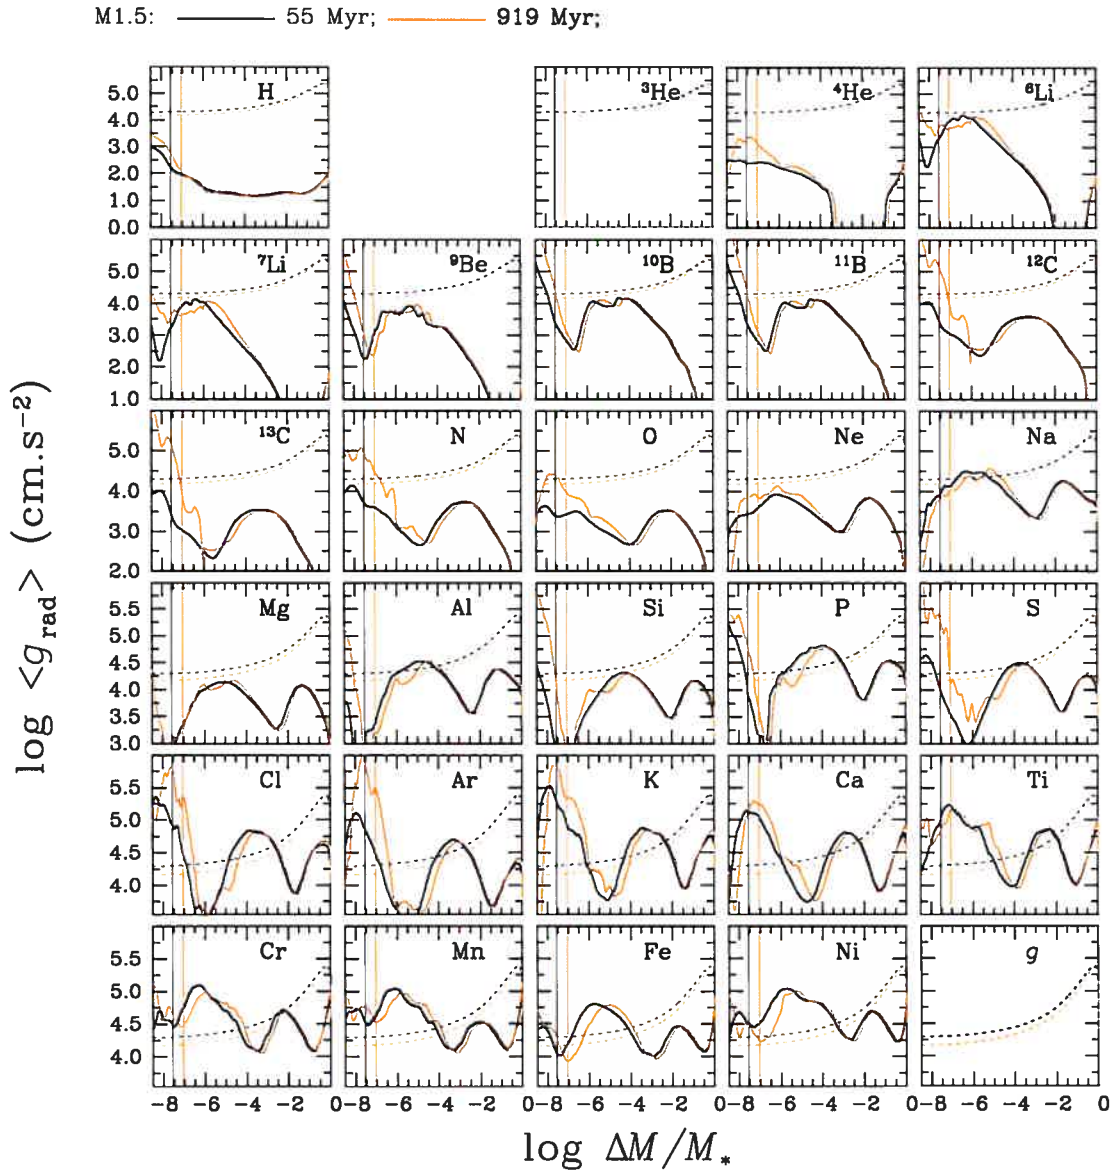 M1.5: 55 Myr; 919 Myr;
H ³He ⁴He ⁶Li
5.0
4.0
3.0
2.0
1.0
0.0
⁷Li ⁹Be ¹⁰B ¹¹B ¹²C
5.0
4.0
3.0
2.0
1.0
¹³C N O Ne Na
5.0
4.0
3.0
2.0
Mg Al Si P S
5.5
5.0
4.5
4.0
3.5
3.0
Cl Ar K Ca Ti
5.5
5.0
4.5
4.0
Cr Mn Fe Ni g
5.5
5.0
4.5
4.0
-8 -6 -4 -2 0-8 -6 -4 -2 0-8 -6 -4 -2 0-8 -6 -4 -2 0-8 -6 -4 -2 0
log <g_rad> (cm.s⁻²)
log ΔM/M*